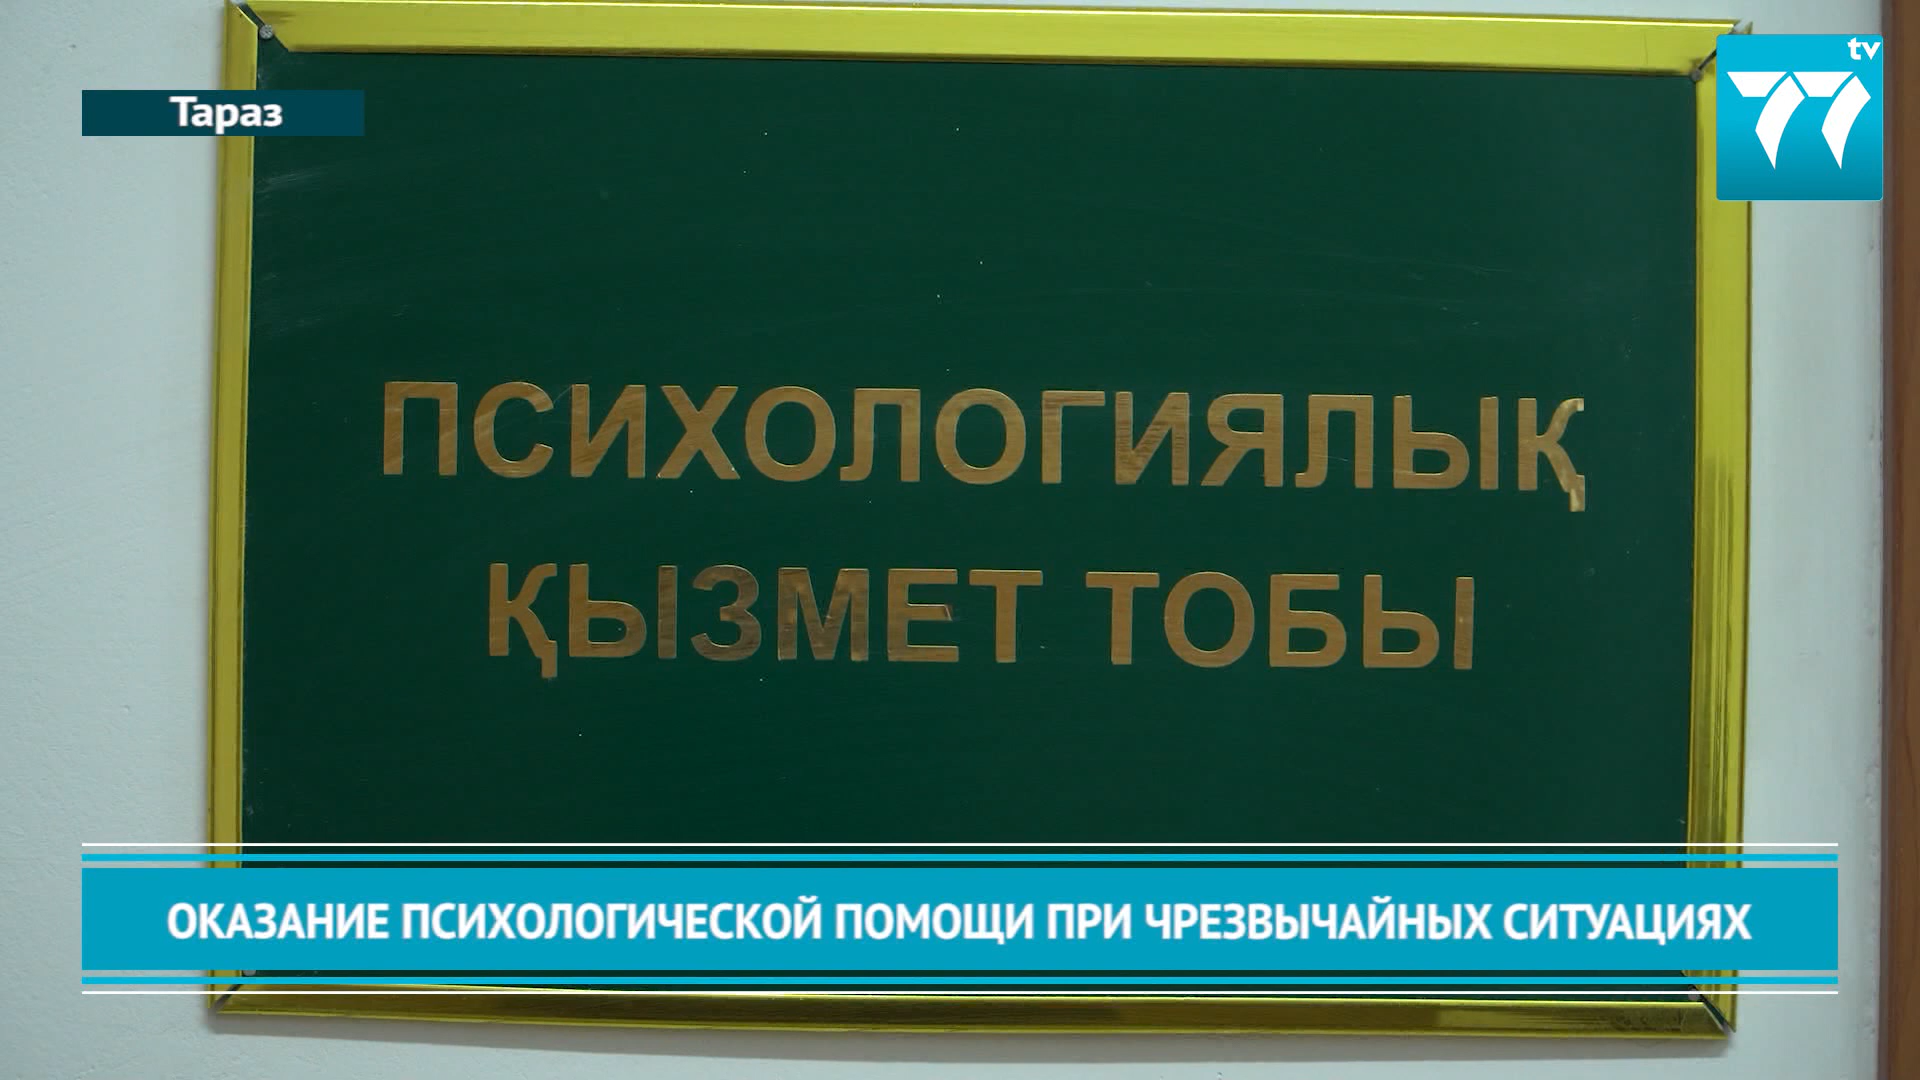 tv
77
Тараз
ПСИХОЛОГИЯЛЫҚ
ҚЫЗМЕТ ТОБЫ
ОКАЗАНИЕ ПСИХОЛОГИЧЕСКОЙ ПОМОЩИ ПРИ ЧРЕЗВЫЧАЙНЫХ СИТУАЦИЯХ